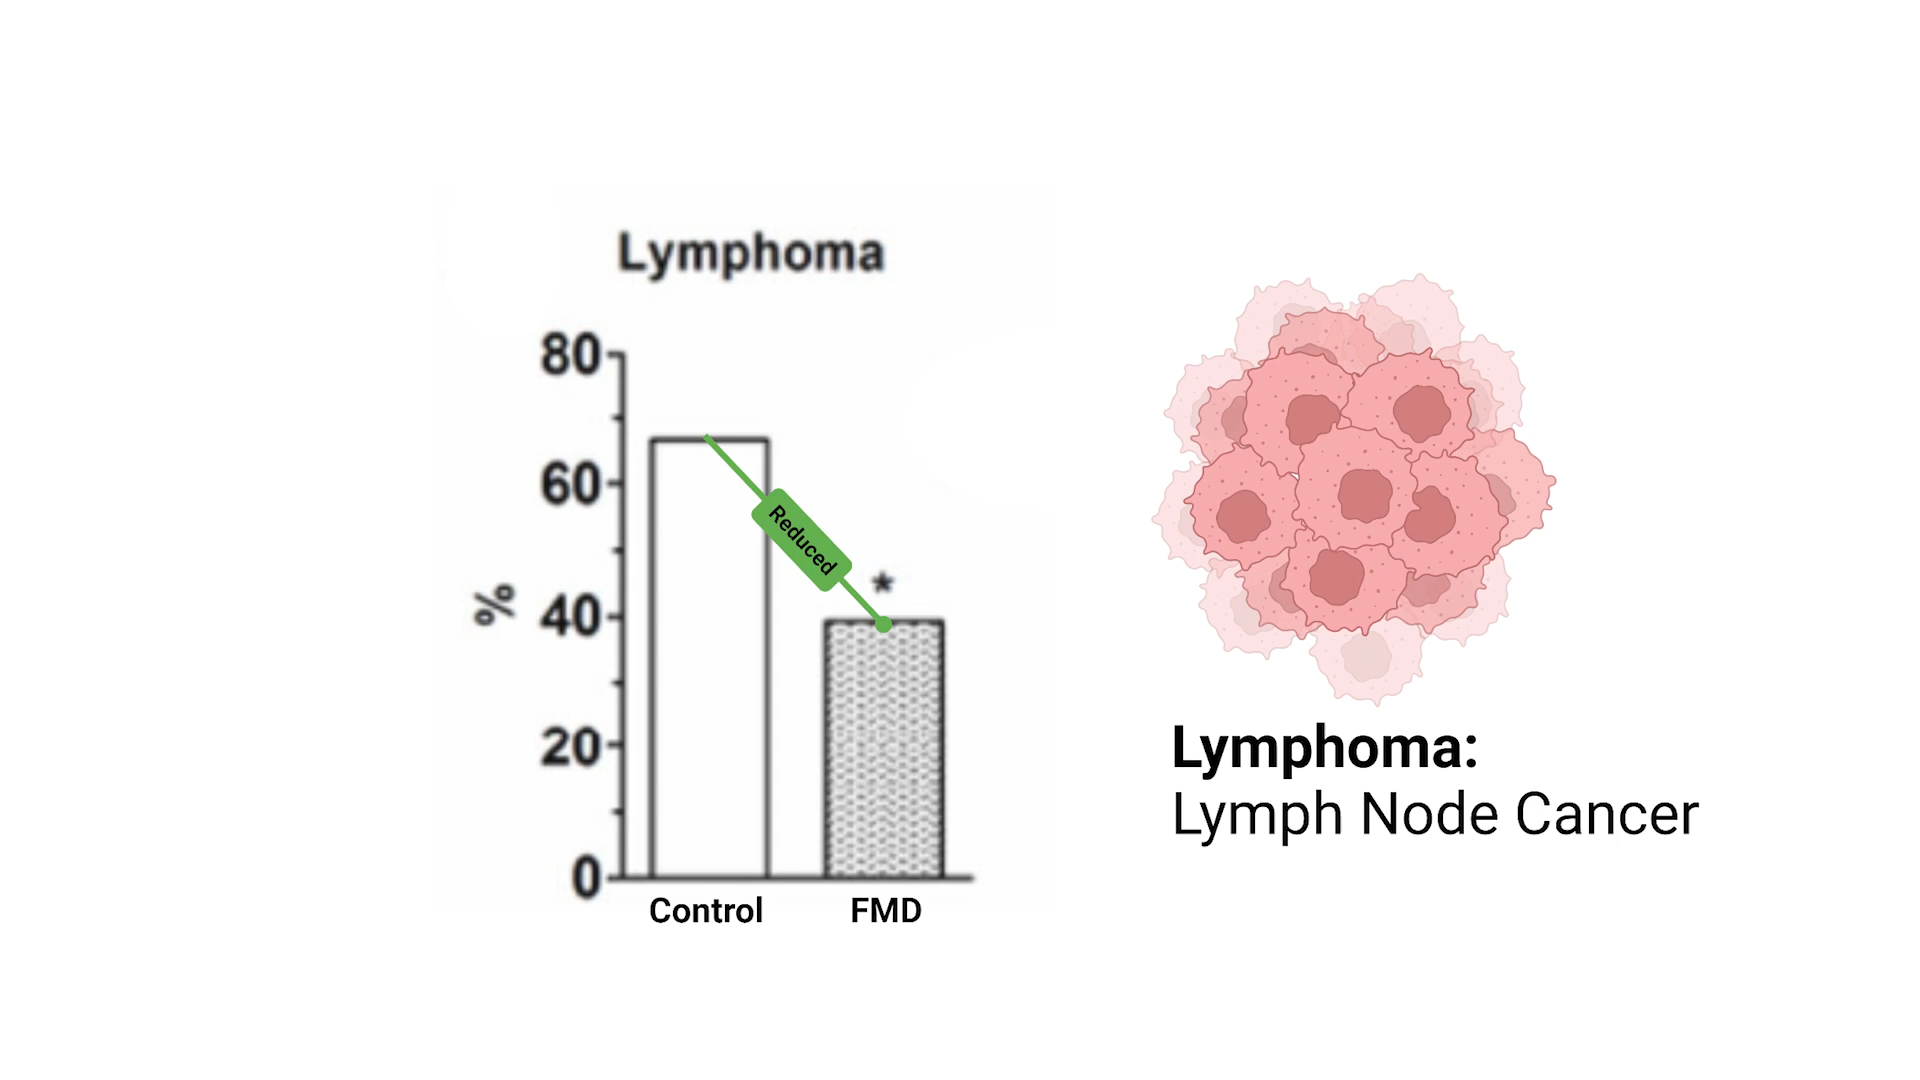 Lymphoma
80
60
40
20
0
%
Reduced
*
Control
FMD
Lymphoma:
Lymph Node Cancer